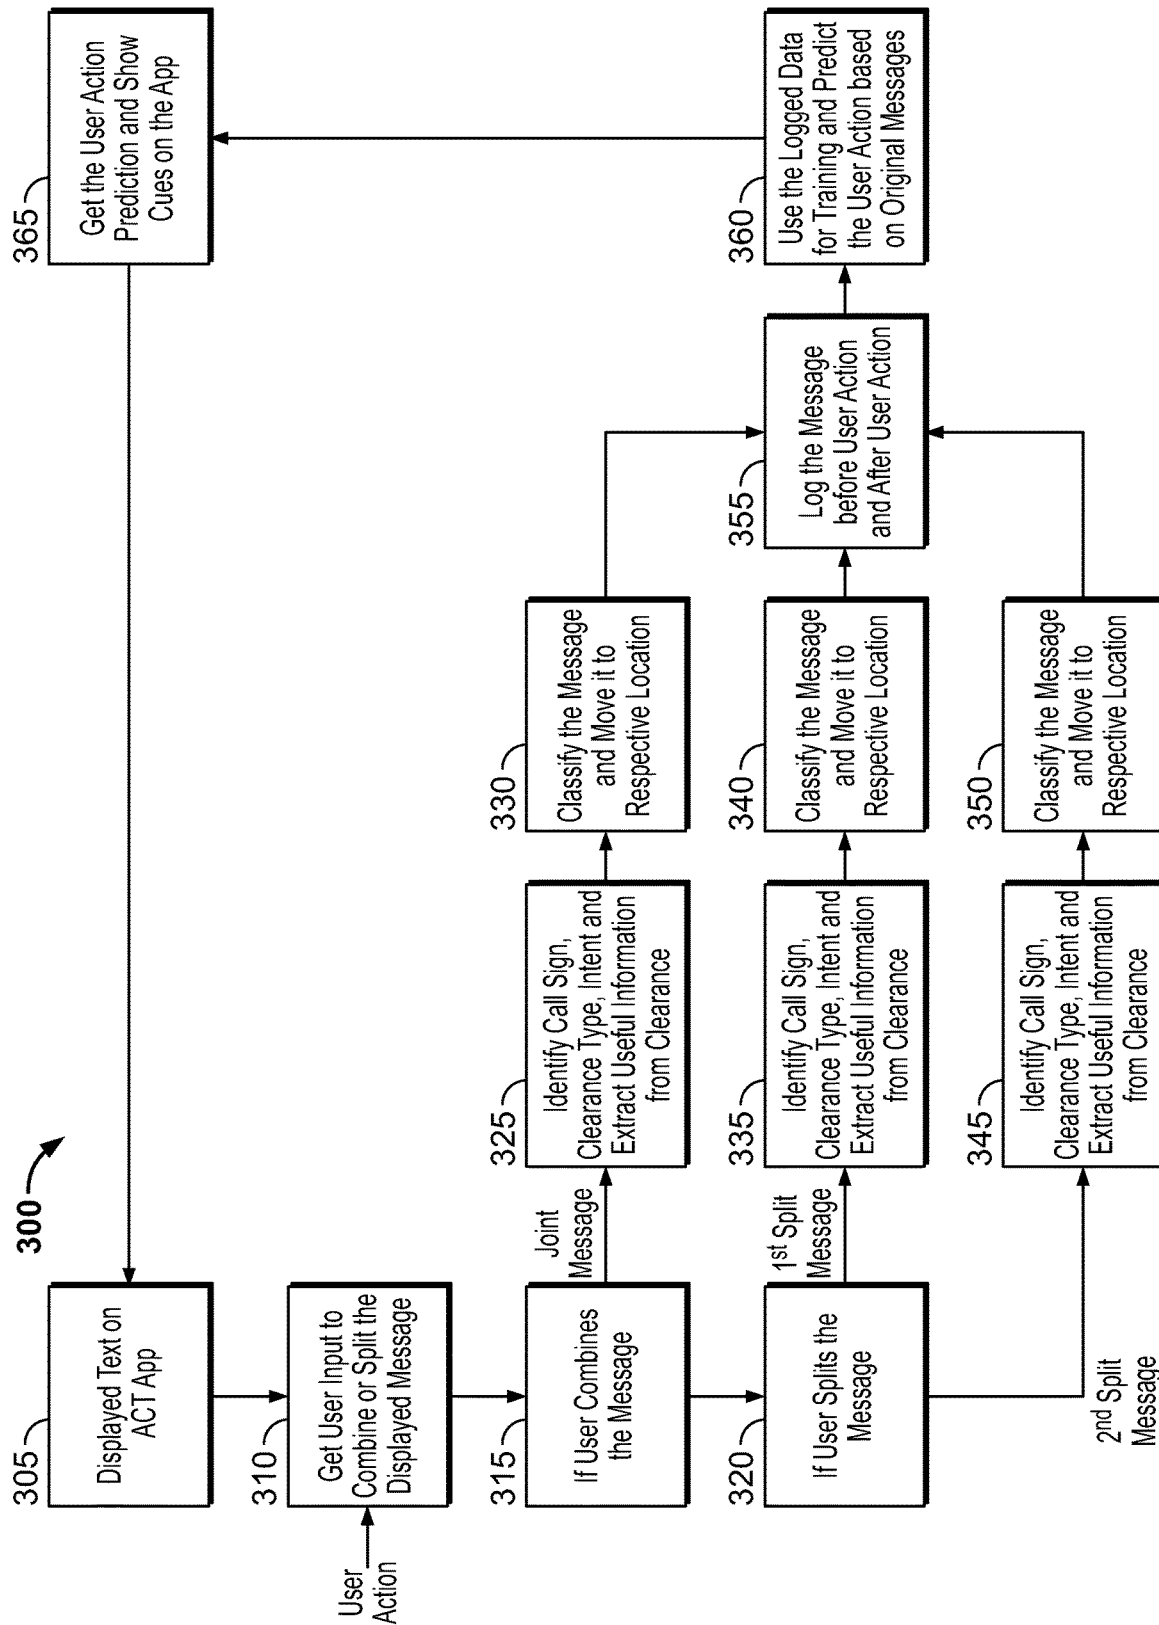 300
305
Displayed Text on
ACT App
365
Get the User Action
Prediction and Show
Cues on the App
User
Action
310
Get User Input to
Combine or Split the
Displayed Message
315
If User Combines
the Message
Joint
Message
325
Identify Call Sign,
Clearance Type, Intent and
Extract Useful Information
from Clearance
330
Classify the Message
and Move it to
Respective Location
320
If User Splits the
Message
1st Split
Message
335
Identify Call Sign,
Clearance Type, Intent and
Extract Useful Information
from Clearance
340
Classify the Message
and Move it to
Respective Location
355
Log the Message
before User Action
and After User Action
360
Use the Logged Data
for Training and Predict
the User Action based
on Original Messages
2nd Split
Message
345
Identify Call Sign,
Clearance Type, Intent and
Extract Useful Information
from Clearance
350
Classify the Message
and Move it to
Respective Location